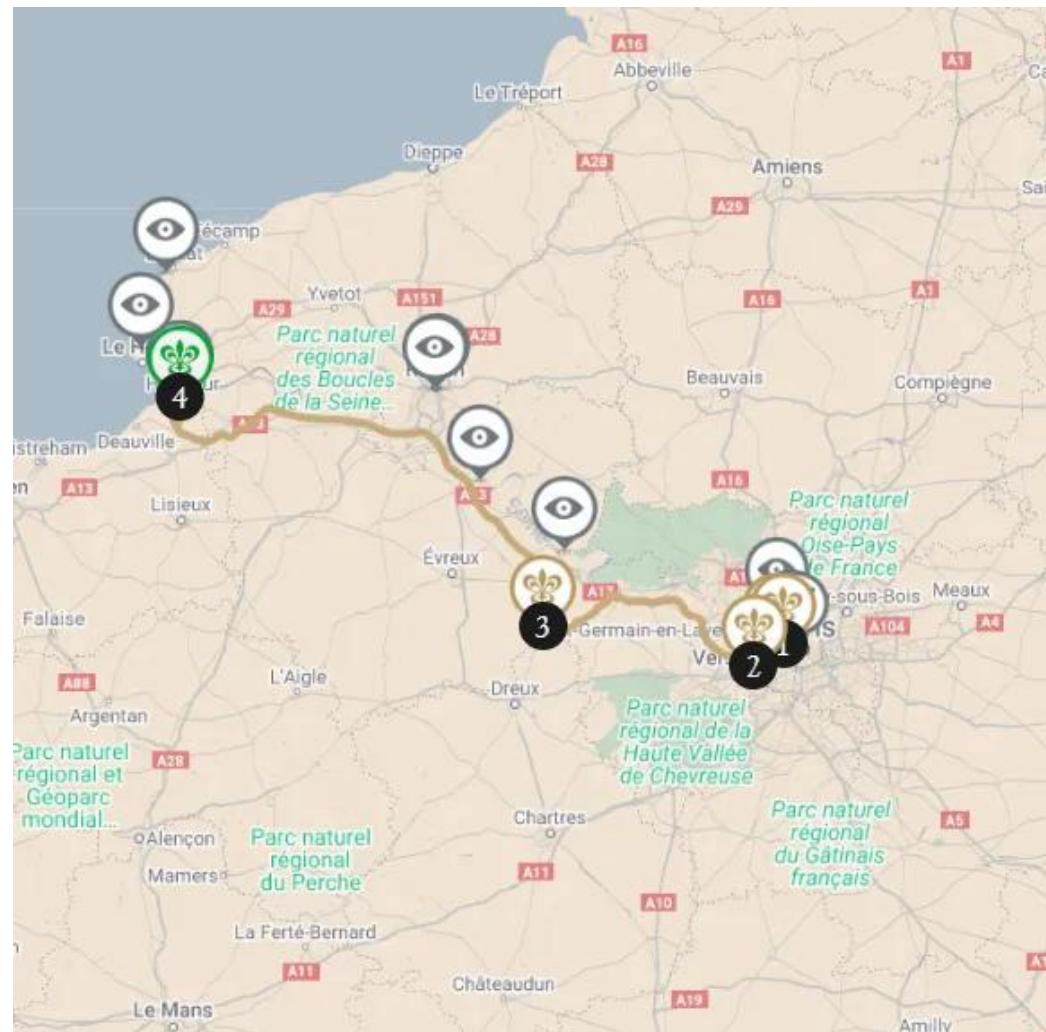 A16
Abbeville
A1
Le Tréport
Dieppe
A28
Amiens
A29
écamp
Yvetot
A29
A151
A16
A1
A28
Parc naturel
régional
des Boucles
de la Seine...
Beauvais
Compiègne
4
Deauville
istreham
A13
Lisieux
A16
Parc naturel
régional
Oise-Pays
de France
Évreux
Meaux
-sous-Bois
Falaise
3
-Germain-en-Laye
A104
A4
1
2
A88
L'Aigle
Dreux
Argentan
Parc naturel
régional de la
Haute Vallée
de Chevreuse
Parc naturel
régional et
Géoparc
mondial...
A28
Parc naturel
régional
du Gâtinais
français
Chartres
A5
Alençon
Parc naturel
régional
du Perche
Mamers
A11
A10
La Ferté-Bernard
A11
Châteaudun
A19
Le Mans
Amilly